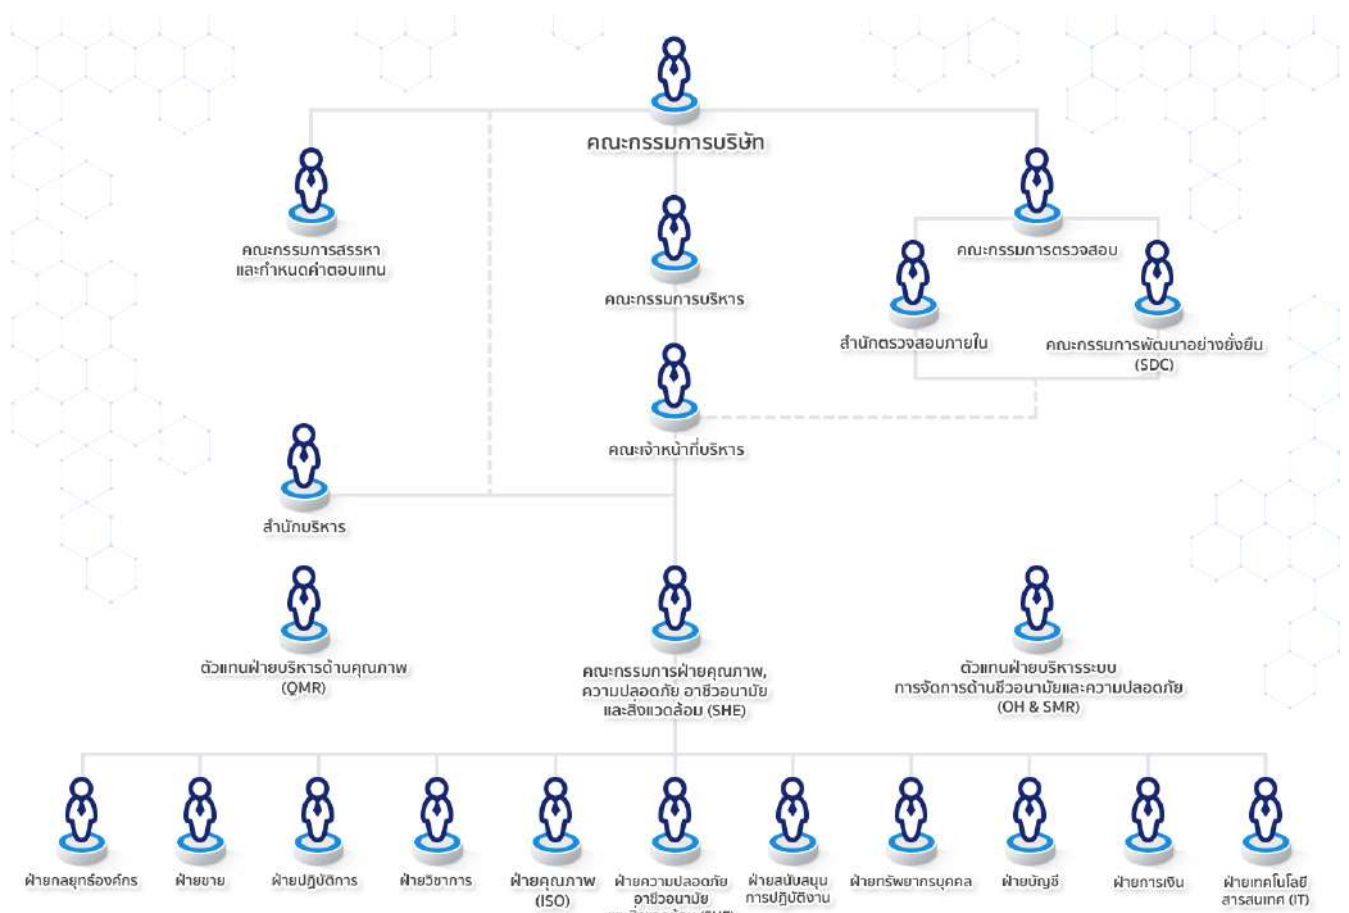 คณะกรรมการบริษัท
คณะกรรมการสรรหา
และกำหนดค่าตอบแทน
คณะกรรมการตรวจสอบ
คณะกรรมการบริหาร
สำนักตรวจสอบภายใน
คณะกรรมการพัฒนาอย่างยั่งยืน
(SDC)
คณะเจ้าหน้าที่บริหาร
สำนักบริหาร
ตัวแทนฝ่ายบริหารด้านคุณภาพ
(QMR)
คณะกรรมการฝ่ายคุณภาพ,
ความปลอดภัย อาชีวอนามัย
และสิ่งแวดล้อม (SHE)
ตัวแทนฝ่ายบริหารระบบ
การจัดการด้านชีวอนามัยและความปลอดภัย
(OH & SMR)
ฝ่ายกลยุทธ์องค์กร
ฝ่ายขาย
ฝ่ายปฏิบัติการ
ฝ่ายวิชาการ
ฝ่ายคุณภาพ
(ISO)
ฝ่ายความปลอดภัย
อาชีวอนามัย
และสิ่งแวดล้อม (SHE)
ฝ่ายสนับสนุน
การปฏิบัติงาน
ฝ่ายทรัพยากรบุคคล
ฝ่ายบัญชี
ฝ่ายการเงิน
ฝ่ายเทคโนโลยี
สารสนเทศ (IT)